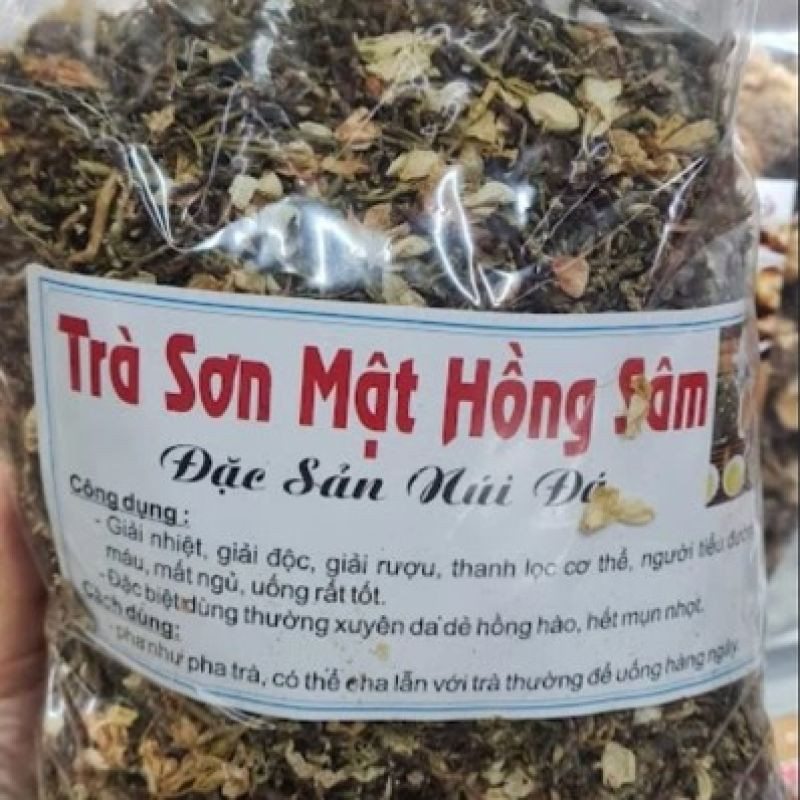 Trà Sơn Mật Hồng Sâm
Đặc Sản Núi Đá
Công dụng :
- Giải nhiệt, giải độc, giải rượu, thanh lọc cơ thể, người tiểu đường
máu, mất ngủ, uống rất tốt.
- Đặc biệt dùng thường xuyên da dẻ hồng hào, hết mụn nhọt.
Cách dùng:
- pha như pha trà, có thể pha lẫn với trà thường để uống hàng ngày.